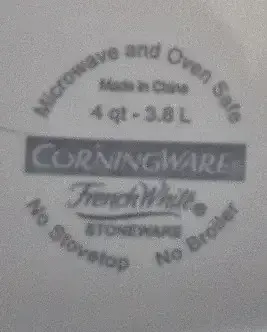 Microwave and Oven Safe
Made in China
4 qt - 3.8 L
CORNINGWARE®
French White®
STONEWARE
No Stovetop No Broiler